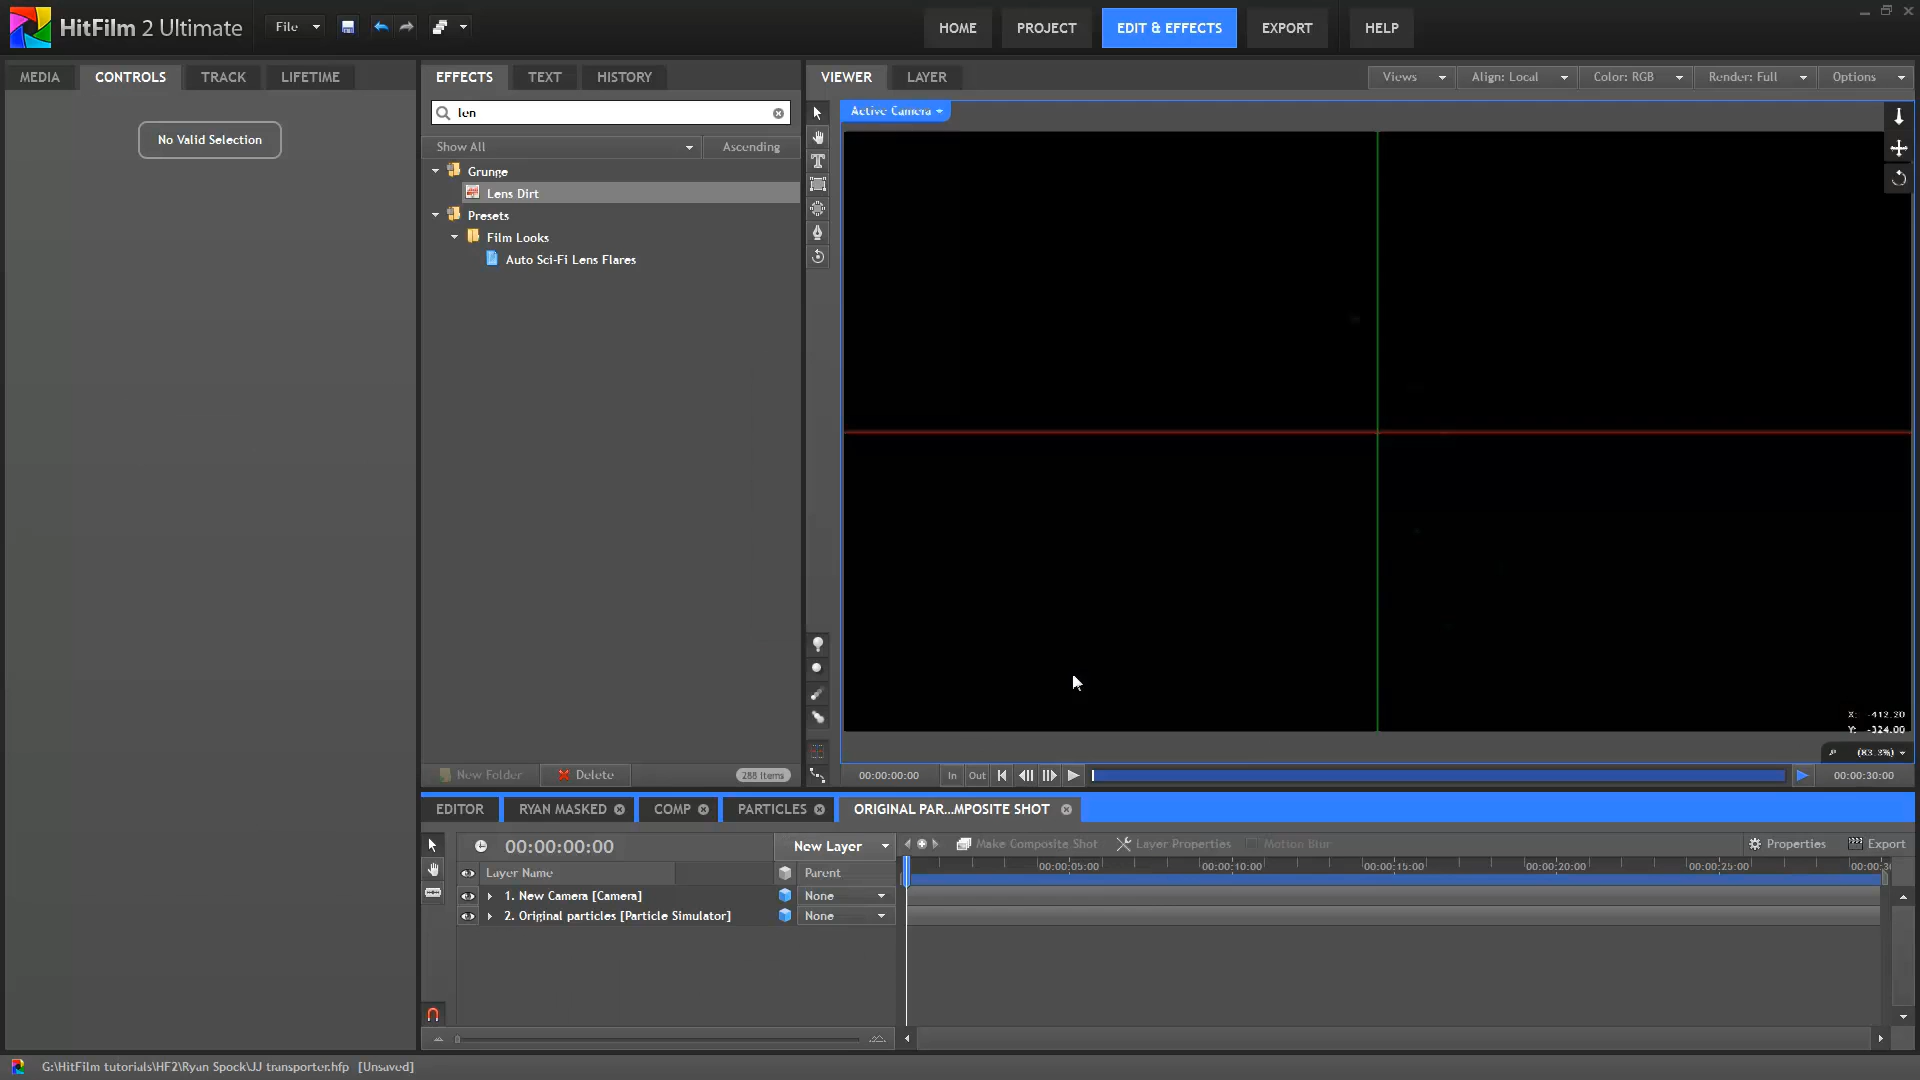 HitFilm 2 Ultimate
File
HOME
PROJECT
EDIT & EFFECTS
EXPORT
HELP
MEDIA
CONTROLS
TRACK
LIFETIME
No Valid Selection
EFFECTS
TEXT
HISTORY
len
Show All
Ascending
Grunge
Lens Dirt
Presets
Film Looks
Auto Sci-Fi Lens Flares
New Folder
Delete
288 Items
VIEWER
LAYER
Views
Align: Local
Color: RGB
Render: Full
Options
Active Camera
X: -412.20
Y: -324.00
(83.3%)
00:00:00:00
In
Out
00:00:30:00
EDITOR
RYAN MASKED
COMP
PARTICLES
ORIGINAL PAR...MPOSITE SHOT
00:00:00:00
New Layer
Make Composite Shot
Layer Properties
Motion Blur
Properties
Export
Layer Name
Parent
00:00:05:00
00:00:10:00
00:00:15:00
00:00:20:00
00:00:25:00
1. New Camera [Camera]
None
2. Original particles [Particle Simulator]
None
G:\HitFilm tutorials\HF2\Ryan Spock\JJ transporter.hfp [Unsaved]